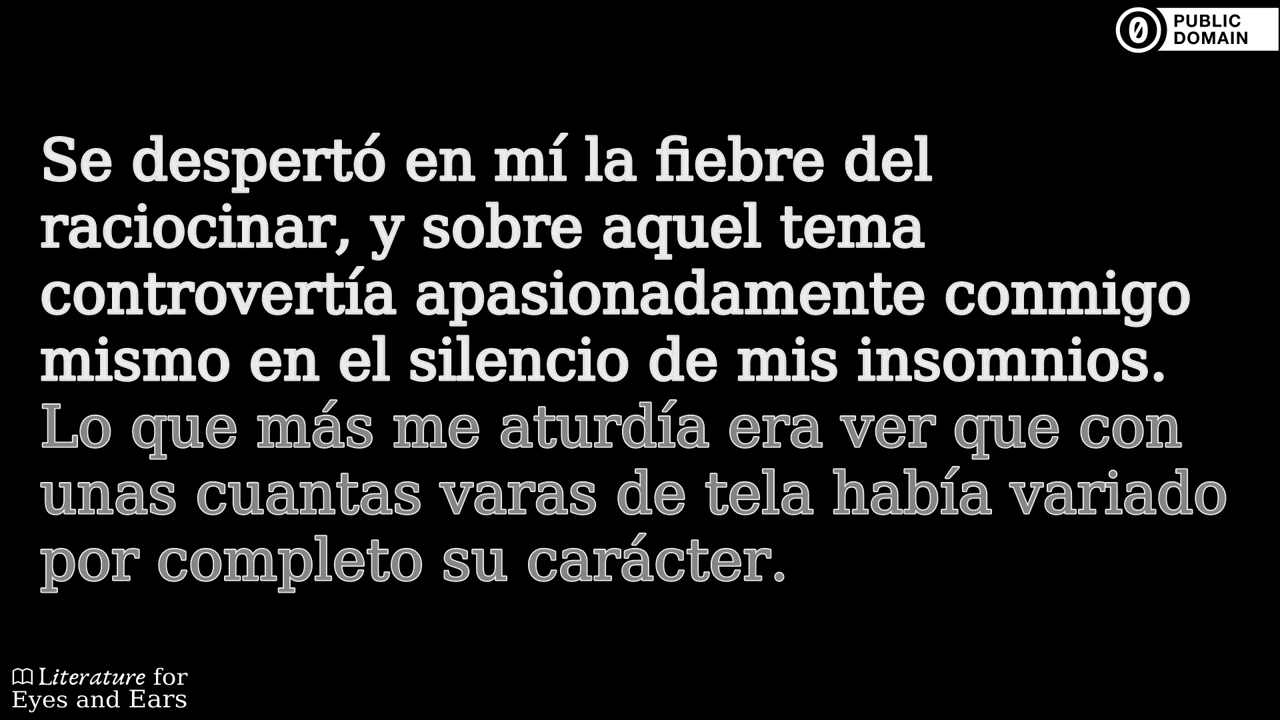 PUBLIC
DOMAIN
Se despertó en mí la fiebre del
raciocinar, y sobre aquel tema
controvertía apasionadamente conmigo
mismo en el silencio de mis insomnios.
Lo que más me aturdía era ver que con
unas cuantas varas de tela había variado
por completo su carácter.
Literature for
Eyes and Ears